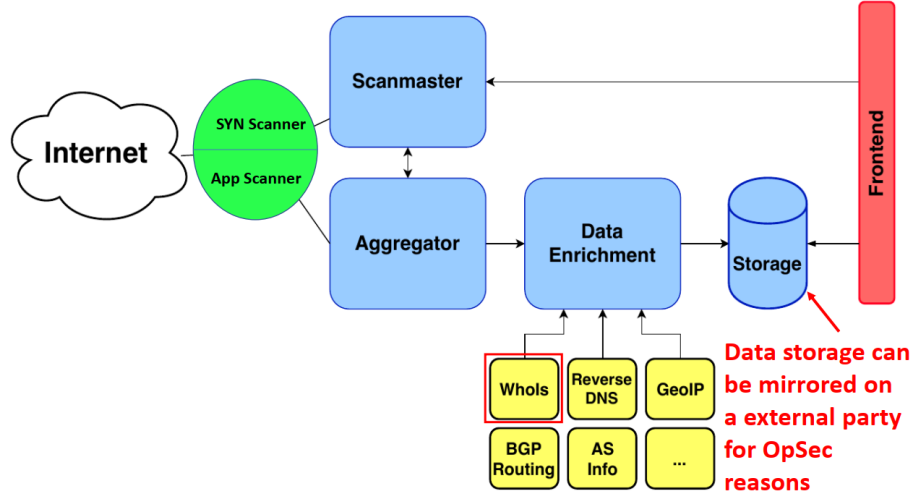 Internet
SYN Scanner
App Scanner
Scanmaster
Aggregator
Data
Enrichment
Storage
Frontend
WhoIs
Reverse
DNS
GeoIP
BGP
Routing
AS
Info
...
Data storage can
be mirrored on
a external party
for OpSec
reasons